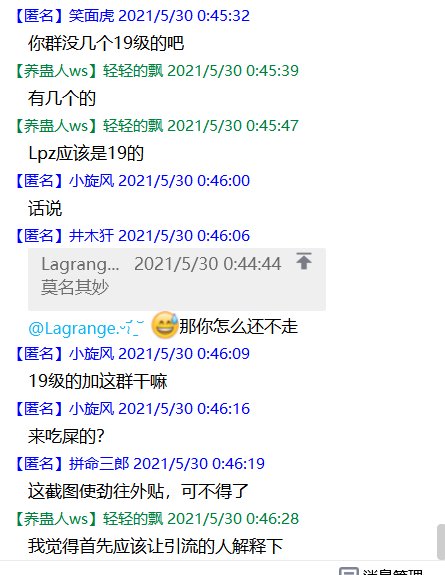 【匿名】笑面虎 2021/5/30 0:45:32
你群没几个19级的吧
【养蛊人ws】轻轻的飘 2021/5/30 0:45:39
有几个的
【养蛊人ws】轻轻的飘 2021/5/30 0:45:47
Lpz应该是19的
【匿名】小旋风 2021/5/30 0:46:00
话说
【匿名】井木犴 2021/5/30 0:46:06
Lagrang... 2021/5/30 0:44:44
莫名其妙
@Lagrange. 那你怎么还不走
【匿名】小旋风 2021/5/30 0:46:09
19级的加这群干嘛
【匿名】小旋风 2021/5/30 0:46:16
来吃屎的？
【匿名】拼命三郎 2021/5/30 0:46:19
这截图使劲往外贴，可不得了
【养蛊人ws】轻轻的飘 2021/5/30 0:46:28
我觉得首先应该让引流的人解释下
消息管理